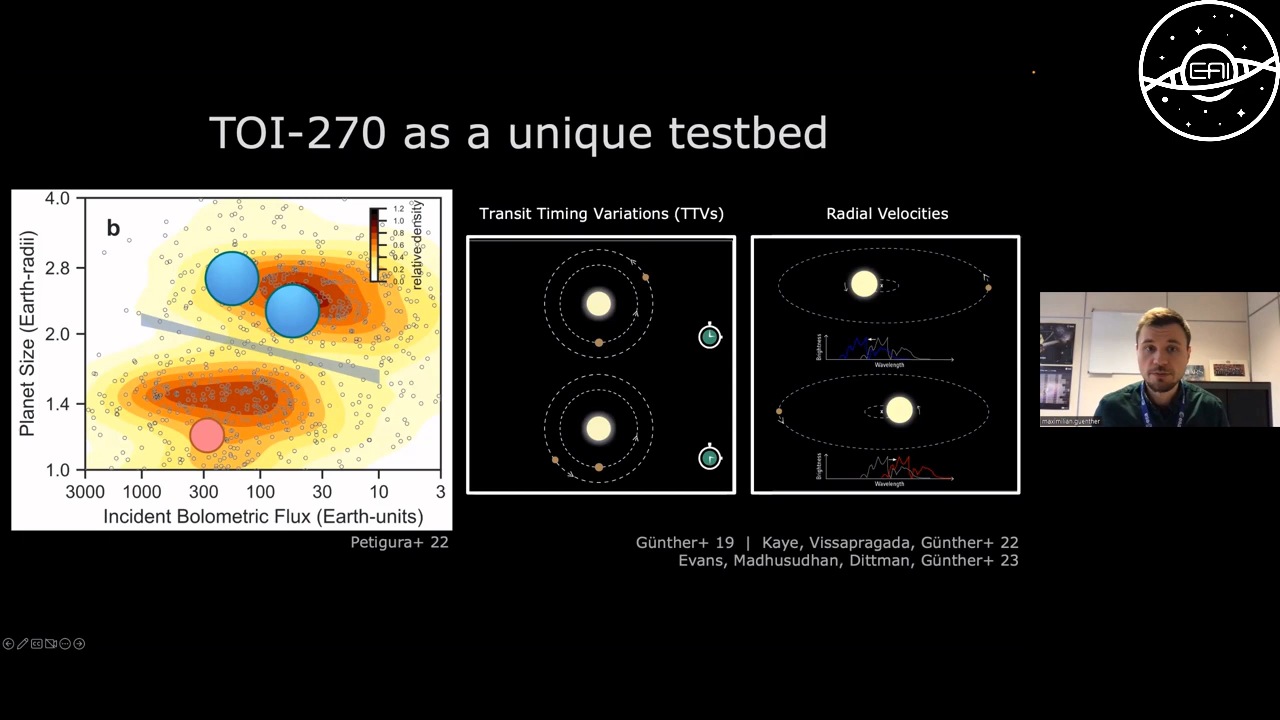 EAI
TOI-270 as a unique testbed
b
relative density
1.2
1.0
0.8
0.6
0.4
0.2
0.0
Planet Size (Earth-radii)
4.0
2.8
2.0
1.4
1.0
3000 1000 300 100 30 10 3
Incident Bolometric Flux (Earth-units)
Petigura+ 22
Transit Timing Variations (TTVs)
Radial Velocities
Brightness
Wavelength
Brightness
Wavelength
Günther+ 19 | Kaye, Vissapragada, Günther+ 22
Evans, Madhusudhan, Dittman, Günther+ 23
maximilian.guenther
CC